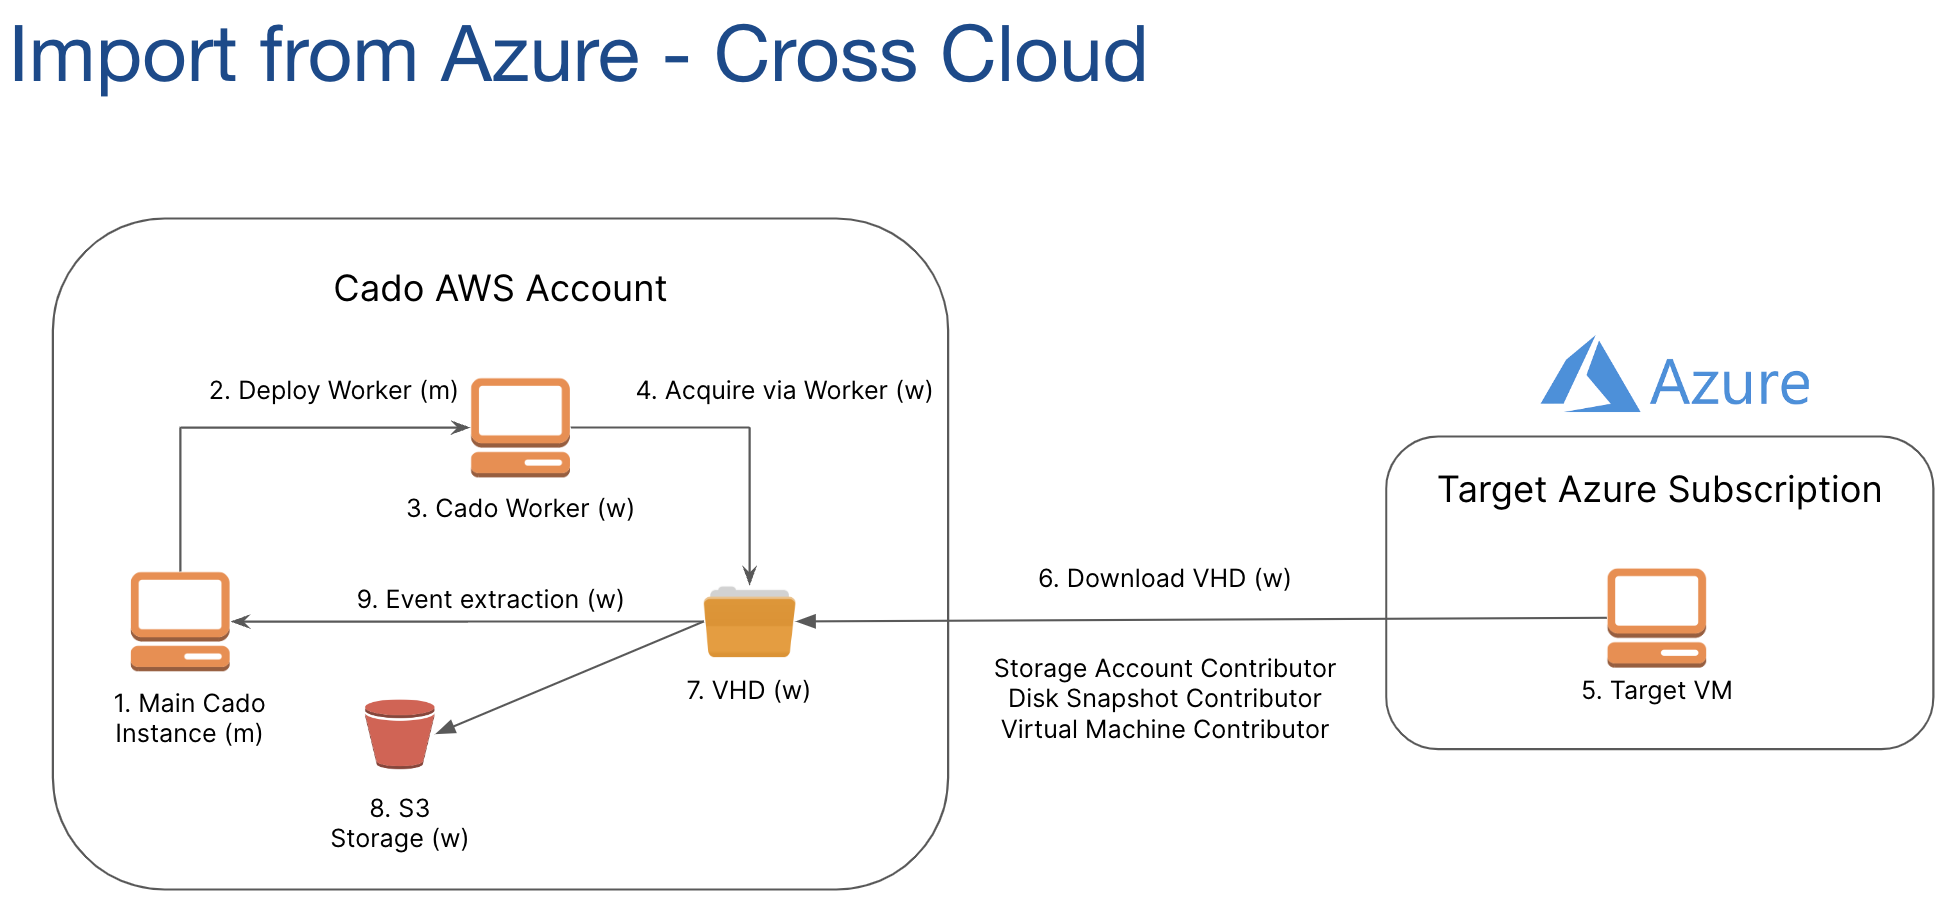 Import from Azure - Cross Cloud
Cado AWS Account
2. Deploy Worker (m)
4. Acquire via Worker (w)
3. Cado Worker (w)
9. Event extraction (w)
1. Main Cado
Instance (m)
7. VHD (w)
8. S3
Storage (w)
6. Download VHD (w)
Storage Account Contributor
Disk Snapshot Contributor
Virtual Machine Contributor
Azure
Target Azure Subscription
5. Target VM